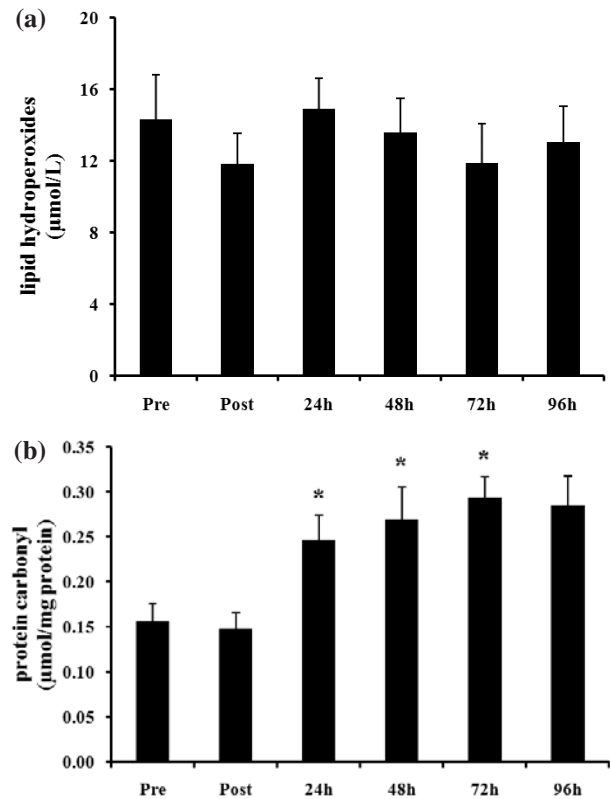 (a)
lipid hydroperoxides
(μmol/L)
20
16
12
8
4
0
Pre Post 24h 48h 72h 96h
(b)
protein carbonyl
(μmol/mg protein)
0.35
0.30
0.25
0.20
0.15
0.10
0.05
0.00
* * *
Pre Post 24h 48h 72h 96h